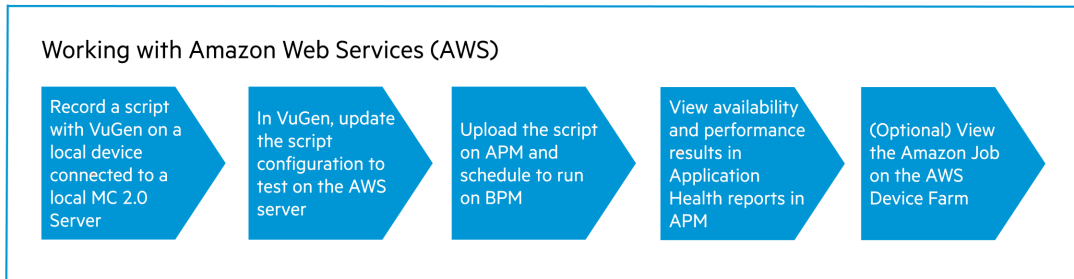 Working with Amazon Web Services (AWS)
Record a script
with VuGen on a
local device
connected to a
local MC 2.0
Server
In VuGen, update
the script
configuration to
test on the AWS
server
Upload the script
on APM and
schedule to run
on BPM
View availability
and performance
results in
Application
Health reports in
APM
(Optional) View
the Amazon Job
on the AWS
Device Farm